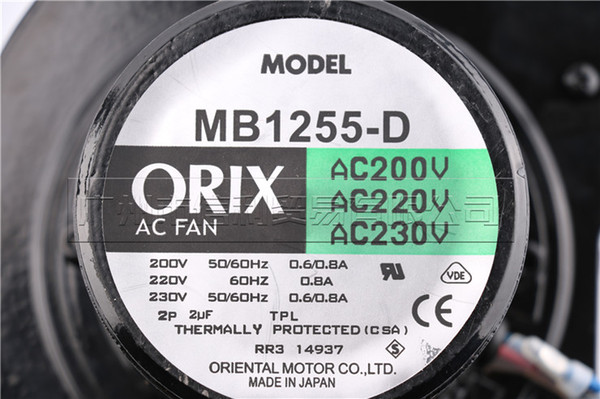 MODEL
MB1255-D
ORIX
AC FAN
AC200V
AC220V
AC230V
200V 50/60Hz 0.6/0.8A
220V 60HZ 0.8A
230V 50/60Hz 0.6/0.8A
2P 2μF TPL
THERMALLY PROTECTED(CSA)
RR3 14937
ORIENTAL MOTOR CO.,LTD.
MADE IN JAPAN
VDE
CE